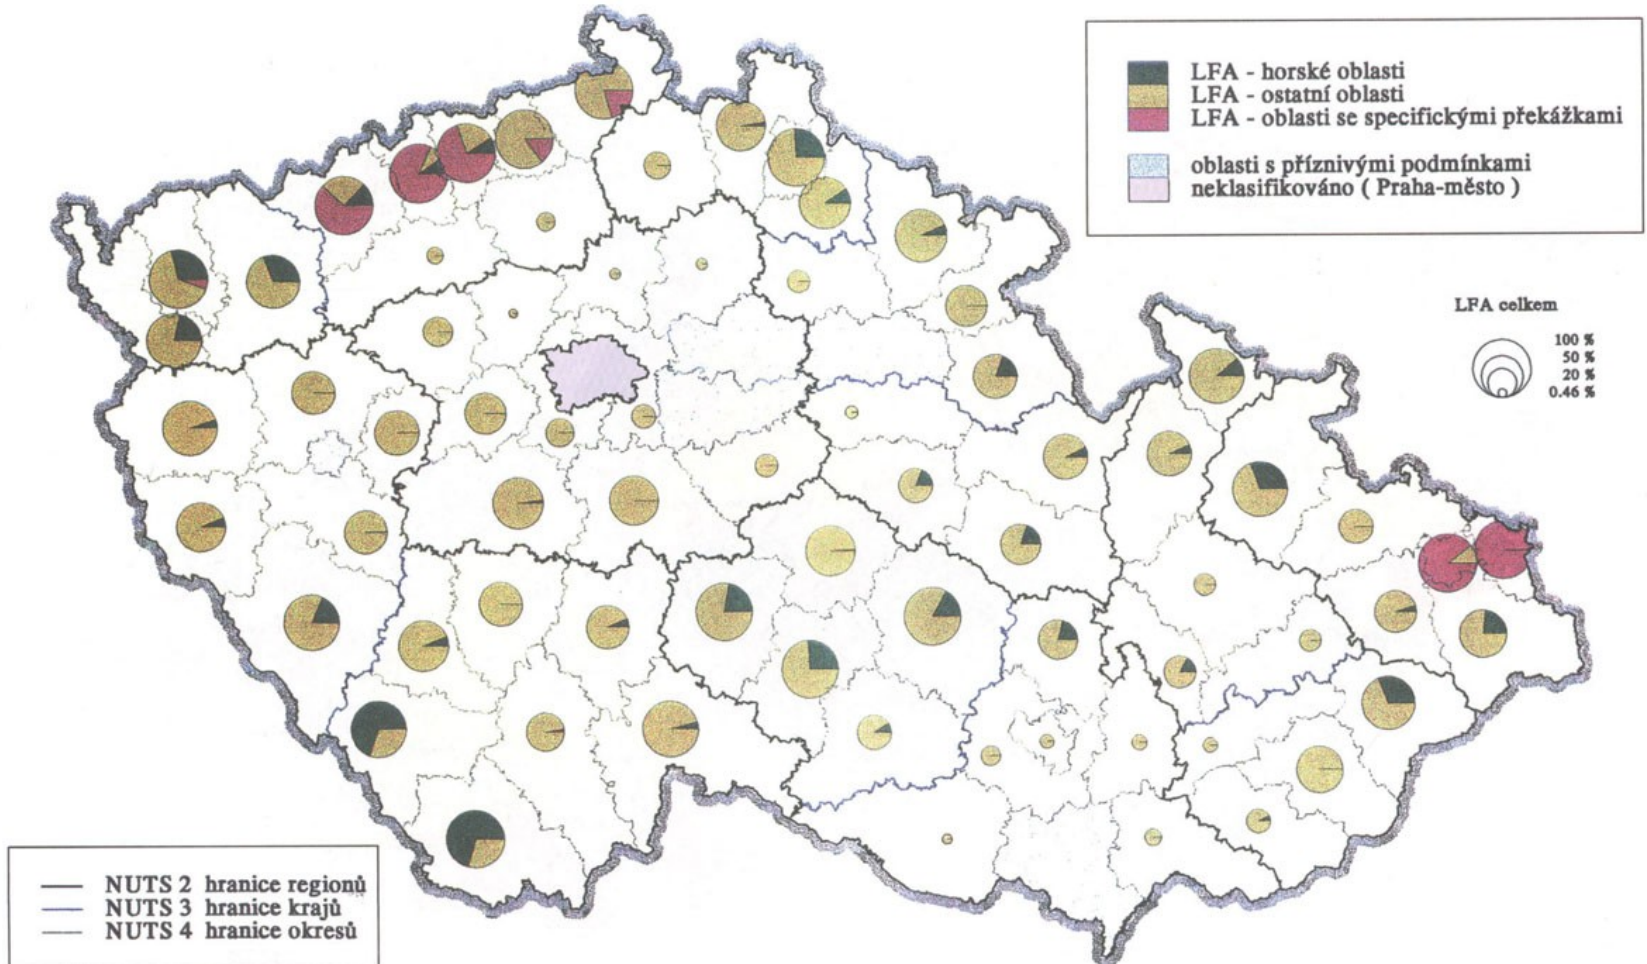 LFA - horské oblasti
LFA - ostatní oblasti
LFA - oblasti se specifickými překážkami
oblasti s příznivými podmínkami
neklasifikováno ( Praha-město )
LFA celkem
100 %
50 %
20 %
0.46 %
NUTS 2 hranice regionů
NUTS 3 hranice krajů
NUTS 4 hranice okresů